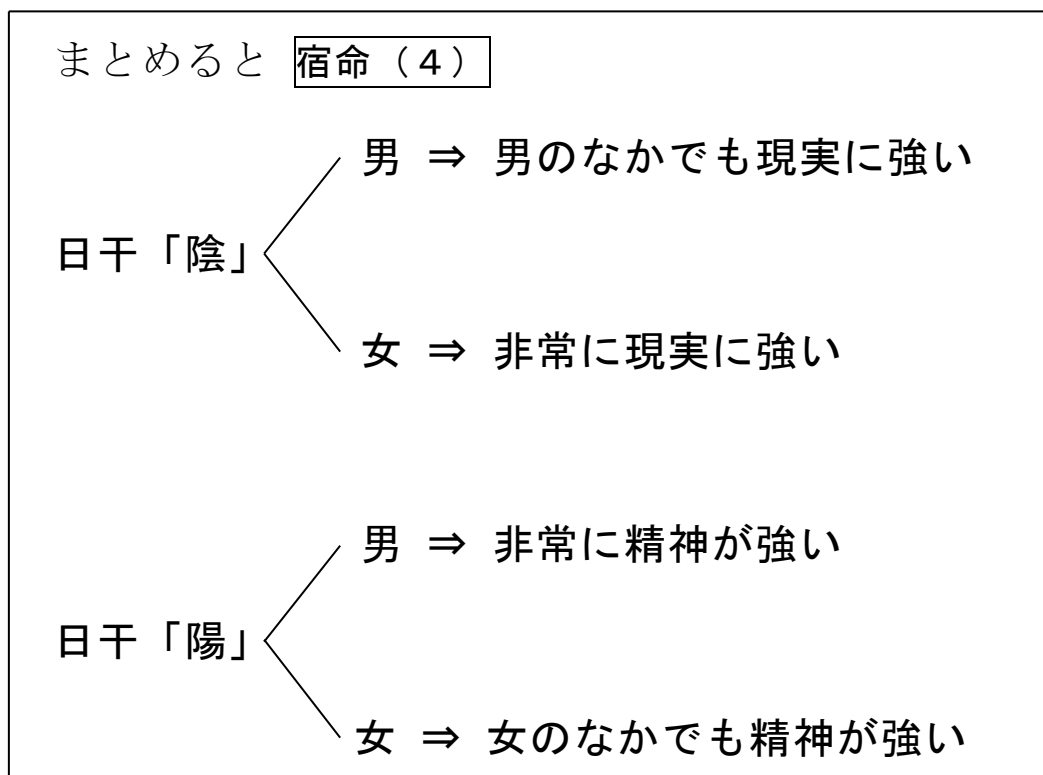 まとめると 宿命（４）
男 ⇒ 男のなかでも現実に強い
日干「陰」
女 ⇒ 非常に現実に強い
男 ⇒ 非常に精神が強い
日干「陽」
女 ⇒ 女のなかでも精神が強い